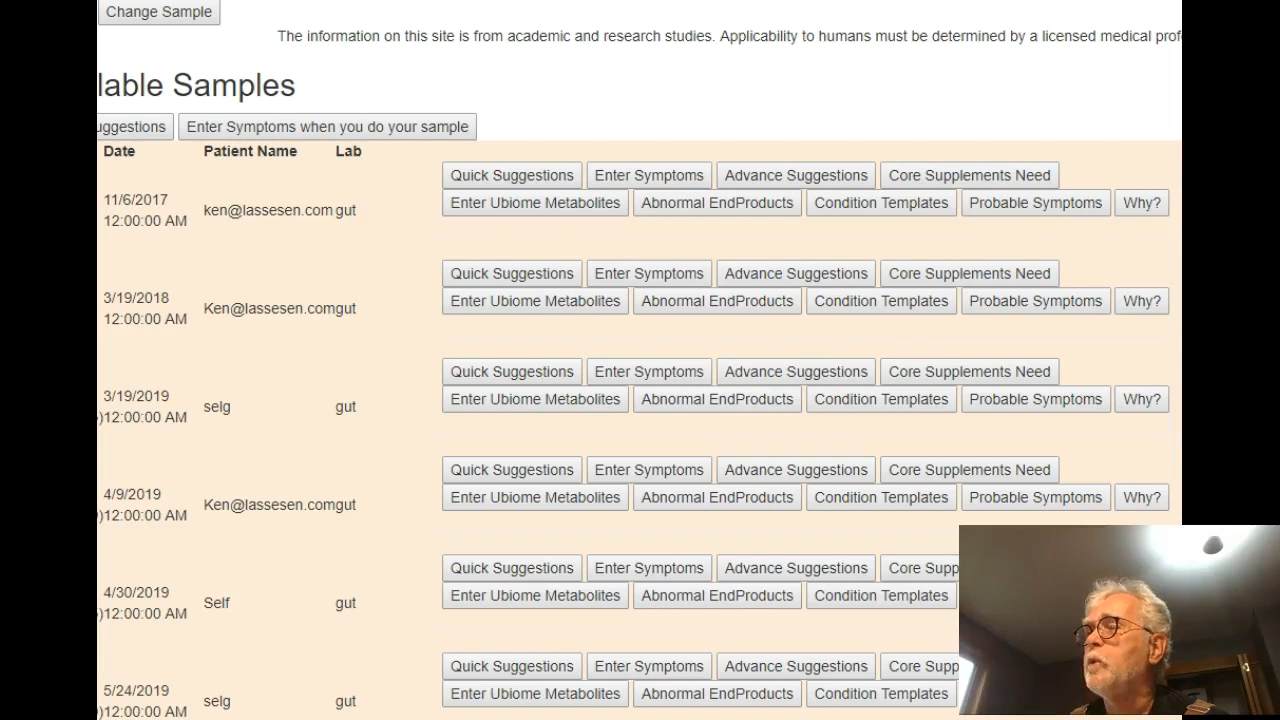 Change Sample
The information on this site is from academic and research studies. Applicability to humans must be determined by a licensed medical prof
lable Samples
uggestions Enter Symptoms when you do your sample
Date Patient Name Lab
Quick Suggestions Enter Symptoms Advance Suggestions Core Supplements Need
11/6/2017 12:00:00 AM ken@lassesen.com gut
Enter Ubiome Metabolites Abnormal EndProducts Condition Templates Probable Symptoms Why?
Quick Suggestions Enter Symptoms Advance Suggestions Core Supplements Need
3/19/2018 12:00:00 AM Ken@lassesen.com gut
Enter Ubiome Metabolites Abnormal EndProducts Condition Templates Probable Symptoms Why?
Quick Suggestions Enter Symptoms Advance Suggestions Core Supplements Need
3/19/2019 )12:00:00 AM selg gut
Enter Ubiome Metabolites Abnormal EndProducts Condition Templates Probable Symptoms Why?
Quick Suggestions Enter Symptoms Advance Suggestions Core Supplements Need
4/9/2019 )12:00:00 AM Ken@lassesen.com gut
Enter Ubiome Metabolites Abnormal EndProducts Condition Templates Probable Symptoms Why?
Quick Suggestions Enter Symptoms Advance Suggestions Core Supp
4/30/2019 )12:00:00 AM Self gut
Enter Ubiome Metabolites Abnormal EndProducts Condition Templates
Quick Suggestions Enter Symptoms Advance Suggestions Core Supp
5/24/2019 )12:00:00 AM selg gut
Enter Ubiome Metabolites Abnormal EndProducts Condition Templates